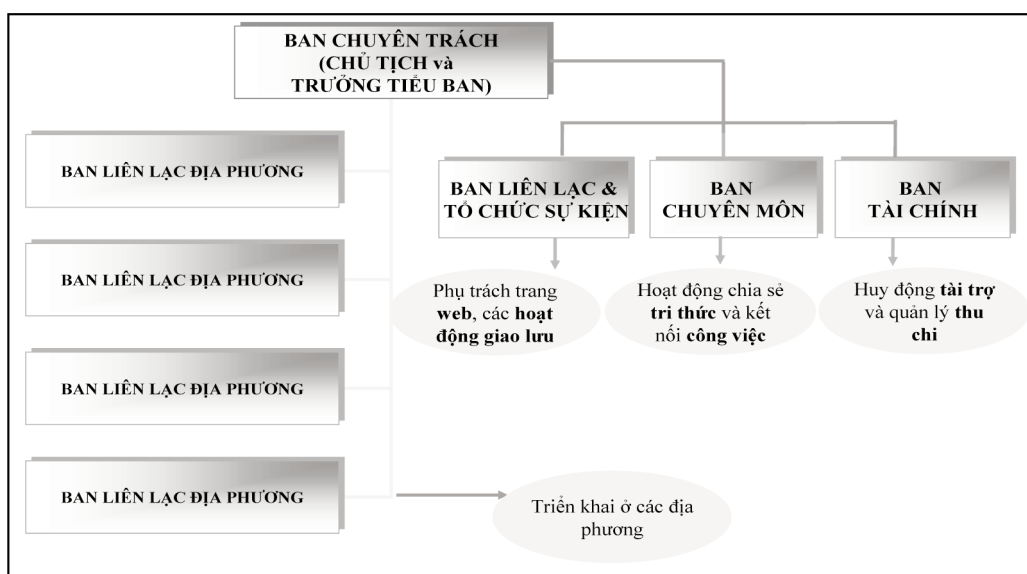 BAN CHUYÊN TRÁCH
(CHỦ TỊCH và
TRƯỞNG TIỂU BAN)
BAN LIÊN LẠC ĐỊA PHƯƠNG
BAN LIÊN LẠC ĐỊA PHƯƠNG
BAN LIÊN LẠC ĐỊA PHƯƠNG
BAN LIÊN LẠC ĐỊA PHƯƠNG
BAN LIÊN LẠC &
TỔ CHỨC SỰ KIỆN
BAN
CHUYÊN MÔN
BAN
TÀI CHÍNH
Phụ trách trang
web, các hoạt
động giao lưu
Hoạt động chia sẻ
tri thức và kết
nối công việc
Huy động tài trợ
và quản lý thu
chi
Triển khai ở các địa
phương